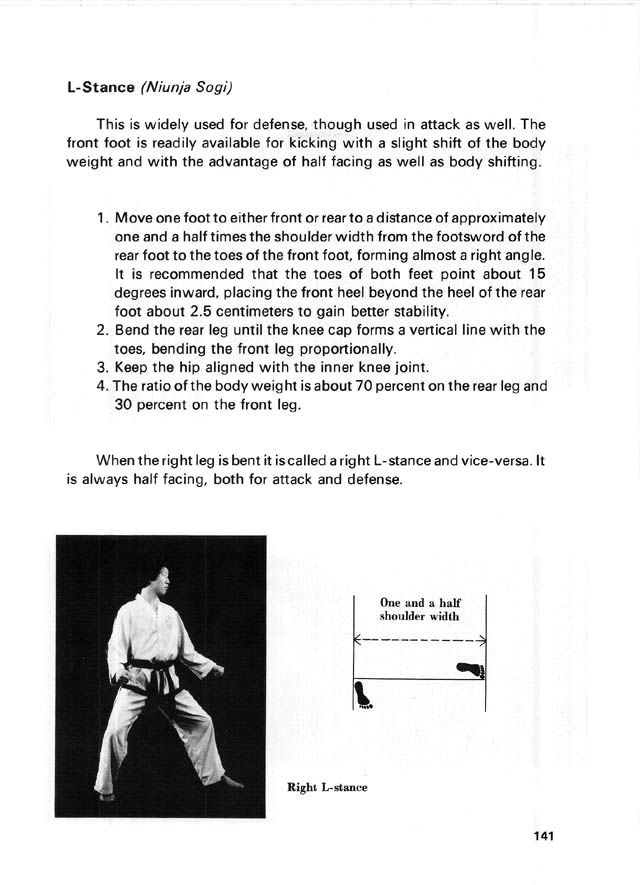 L-Stance (Niunja Sogi)
This is widely used for defense, though used in attack as well. The
front foot is readily available for kicking with a slight shift of the body
weight and with the advantage of half facing as well as body shifting.
1. Move one foot to either front or rear to a distance of approximately
one and a half times the shoulder width from the footsword of the
rear foot to the toes of the front foot, forming almost a right angle.
It is recommended that the toes of both feet point about 15
degrees inward, placing the front heel beyond the heel of the rear
foot about 2.5 centimeters to gain better stability.
2. Bend the rear leg until the knee cap forms a vertical line with the
toes, bending the front leg proportionally.
3. Keep the hip aligned with the inner knee joint.
4. The ratio of the body weight is about 70 percent on the rear leg and
30 percent on the front leg.
When the right leg is bent it is called a right L-stance and vice-versa. It
is always half facing, both for attack and defense.
One and a half
shoulder width
Right L-stance
141